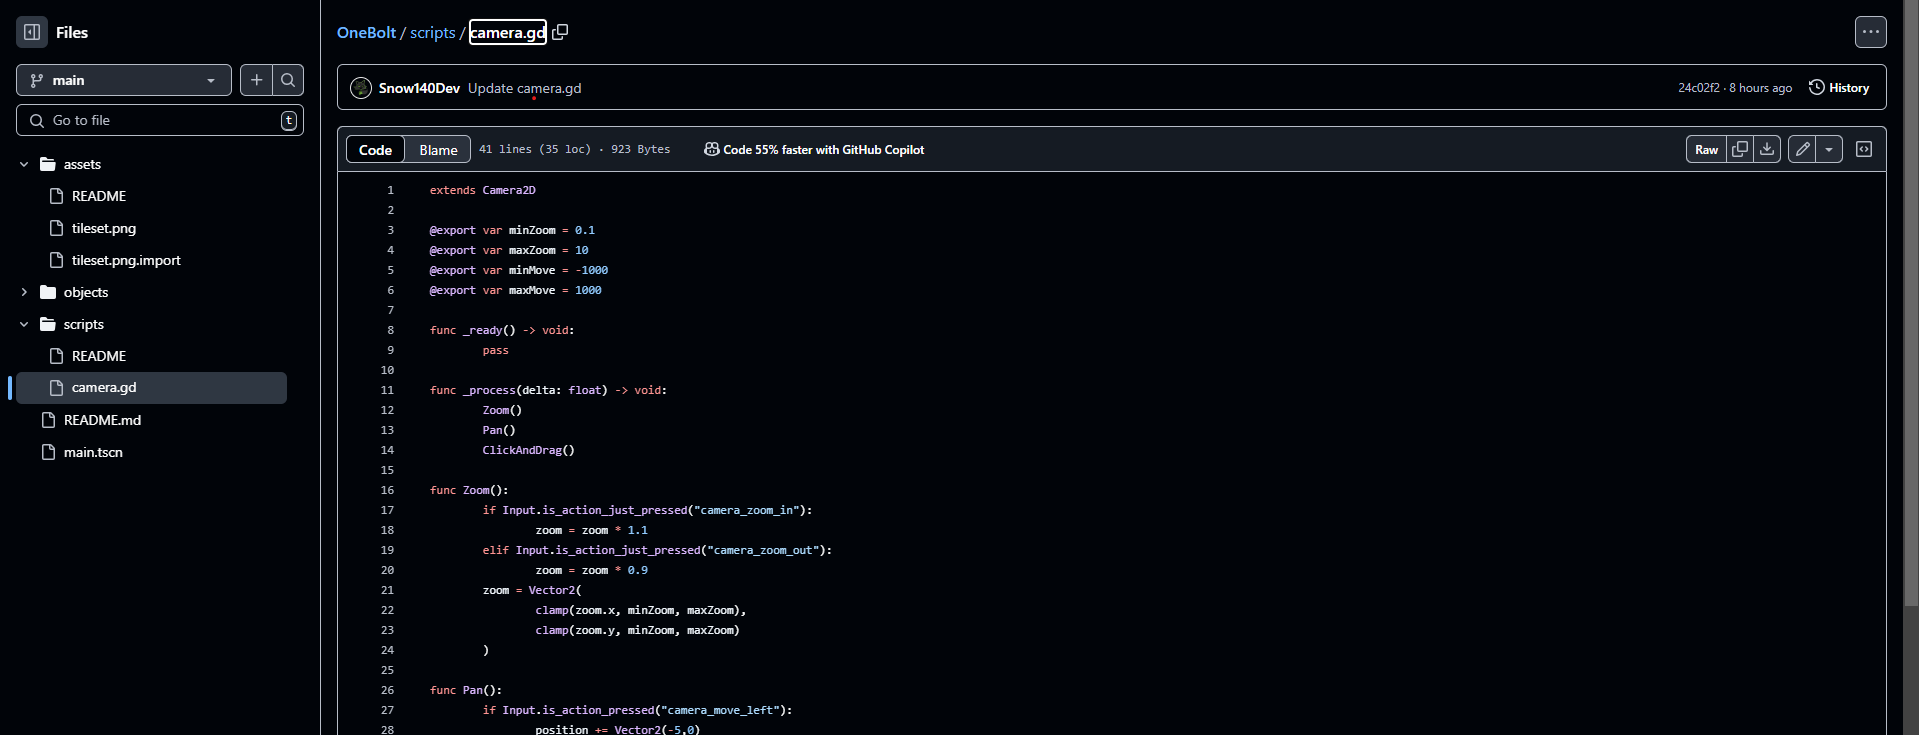 Files
main
Go to file
t
assets
README
tileset.png
tileset.png.import
objects
scripts
README
camera.gd
README.md
main.tscn
OneBolt / scripts / camera.gd
Snow140Dev Update camera.gd
24c02f2 · 8 hours ago
History
Code
Blame
41 lines (35 loc) · 923 Bytes
Code 55% faster with GitHub Copilot
Raw
1 extends Camera2D
2
3 @export var minZoom = 0.1
4 @export var maxZoom = 10
5 @export var minMove = -1000
6 @export var maxMove = 1000
7
8 func _ready() -> void:
9 pass
10
11 func _process(delta: float) -> void:
12 Zoom()
13 Pan()
14 ClickAndDrag()
15
16 func Zoom():
17 if Input.is_action_just_pressed("camera_zoom_in"):
18 zoom = zoom * 1.1
19 elif Input.is_action_just_pressed("camera_zoom_out"):
20 zoom = zoom * 0.9
21 zoom = Vector2(
22 clamp(zoom.x, minZoom, maxZoom),
23 clamp(zoom.y, minZoom, maxZoom)
24 )
25
26 func Pan():
27 if Input.is_action_pressed("camera_move_left"):
28 position += Vector2(-5,0)